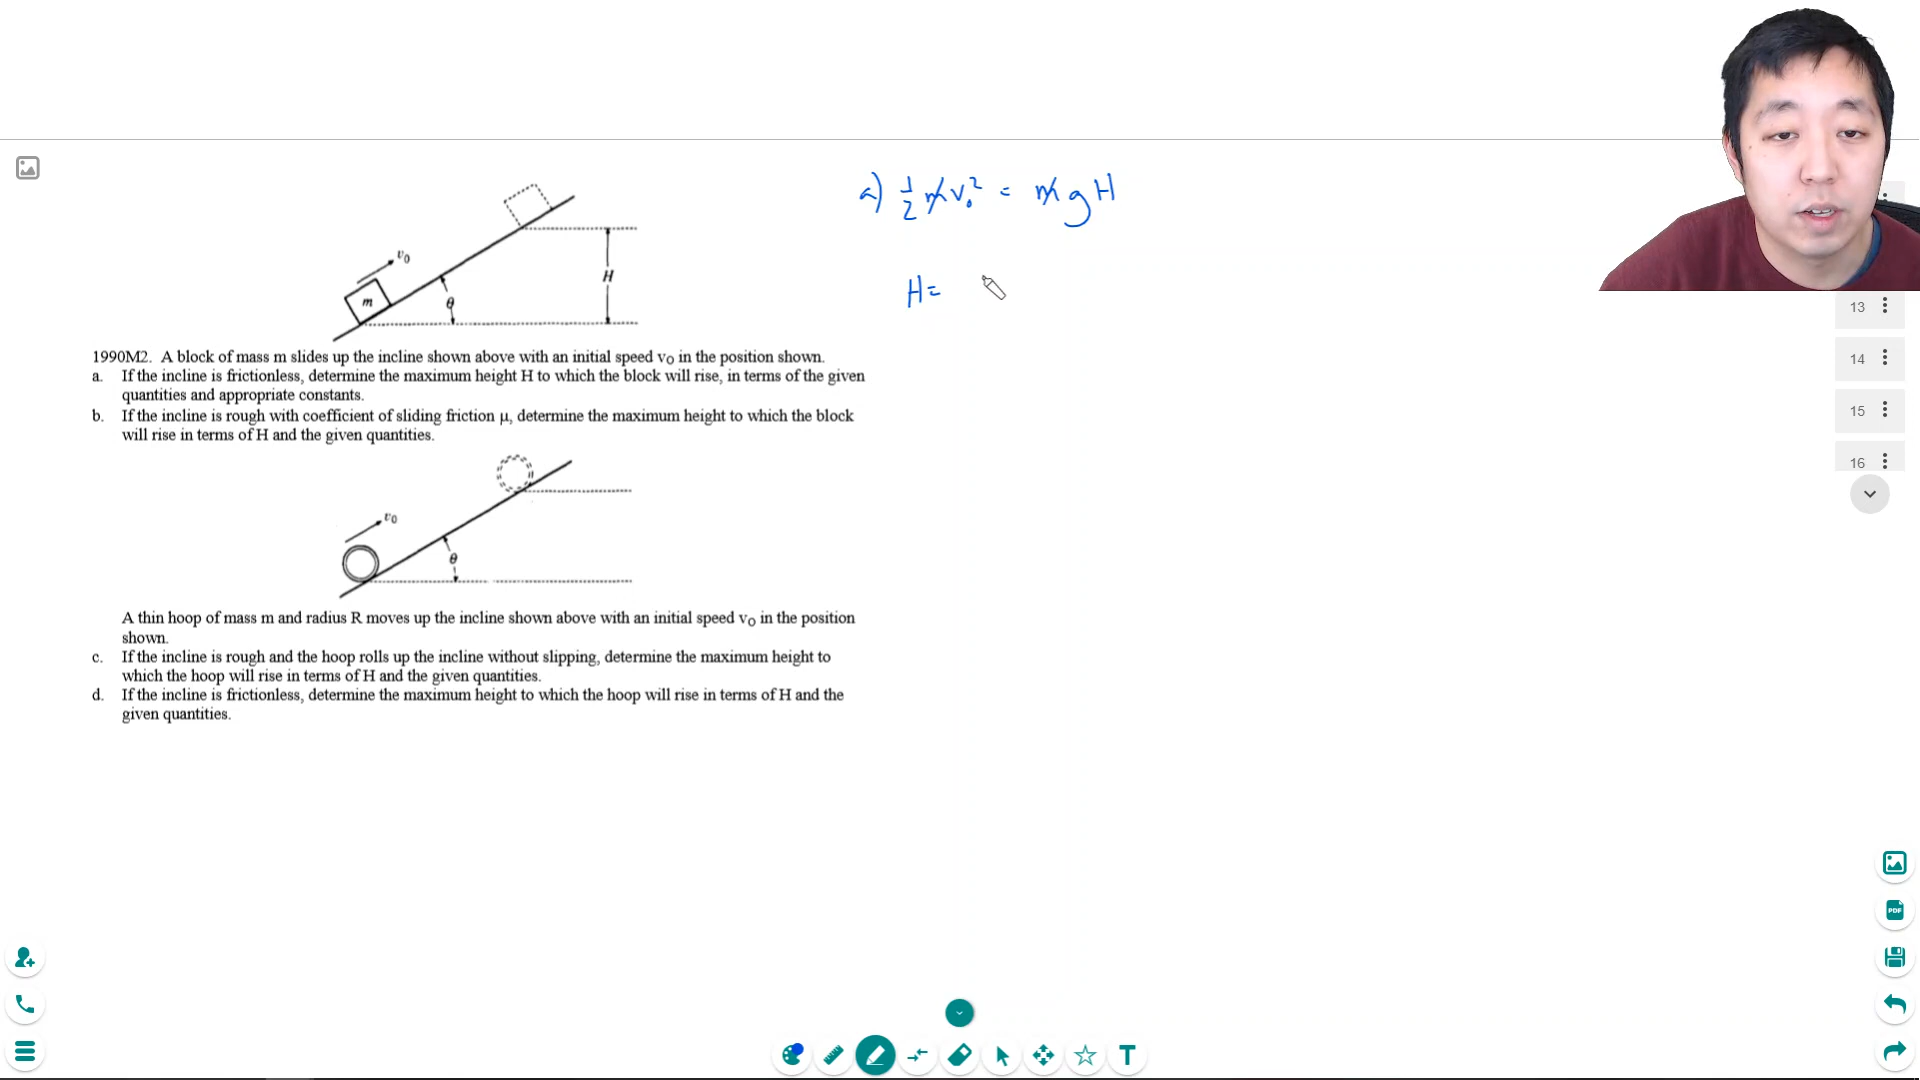 a) 1/2 mv₀² = mgH
H=
v₀
m
θ
H
1990M2. A block of mass m slides up the incline shown above with an initial speed v₀ in the position shown.
a. If the incline is frictionless, determine the maximum height H to which the block will rise, in terms of the given
quantities and appropriate constants.
b. If the incline is rough with coefficient of sliding friction μ, determine the maximum height to which the block
will rise in terms of H and the given quantities.
v₀
θ
A thin hoop of mass m and radius R moves up the incline shown above with an initial speed v₀ in the position
shown.
c. If the incline is rough and the hoop rolls up the incline without slipping, determine the maximum height to
which the hoop will rise in terms of H and the given quantities.
d. If the incline is frictionless, determine the maximum height to which the hoop will rise in terms of H and the
given quantities.
13
14
15
16
PDF
T